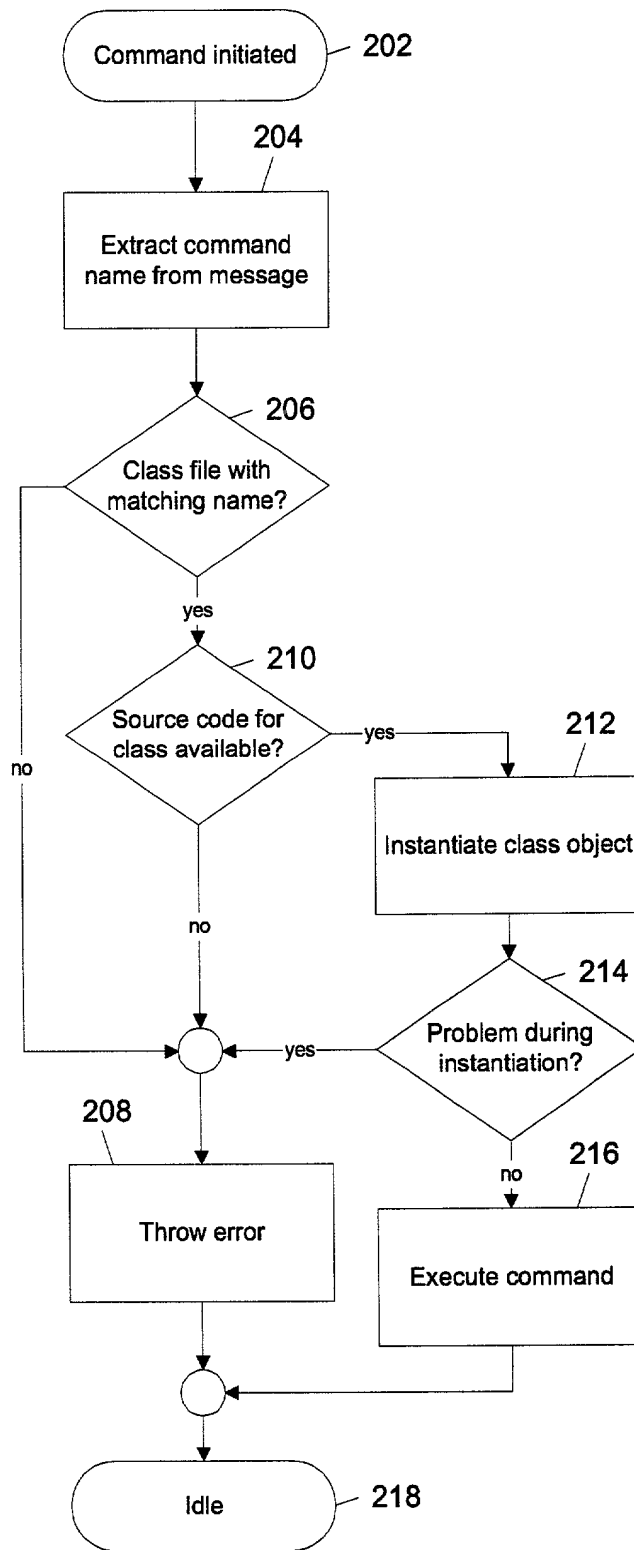 Command initiated
202
204
Extract command
name from message
206
Class file with
matching name?
yes
210
Source code for
class available?
yes
no
212
Instantiate class object
no
214
Problem during
instantiation?
yes
208
no
216
Throw error
Execute command
Idle
218